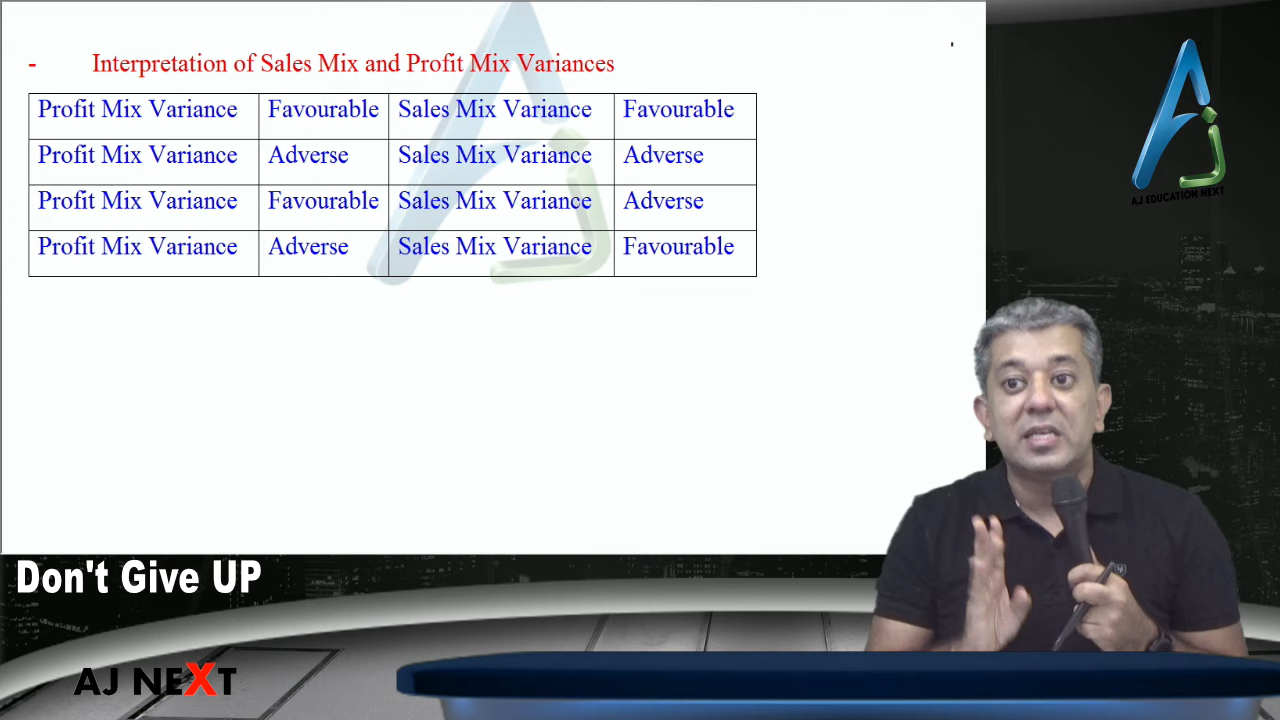 - Interpretation of Sales Mix and Profit Mix Variances
Profit Mix Variance Favourable Sales Mix Variance Favourable
Profit Mix Variance Adverse Sales Mix Variance Adverse
Profit Mix Variance Favourable Sales Mix Variance Adverse
Profit Mix Variance Adverse Sales Mix Variance Favourable
AJ EDUCATION NEXT
Don't Give UP
AJ NEXT